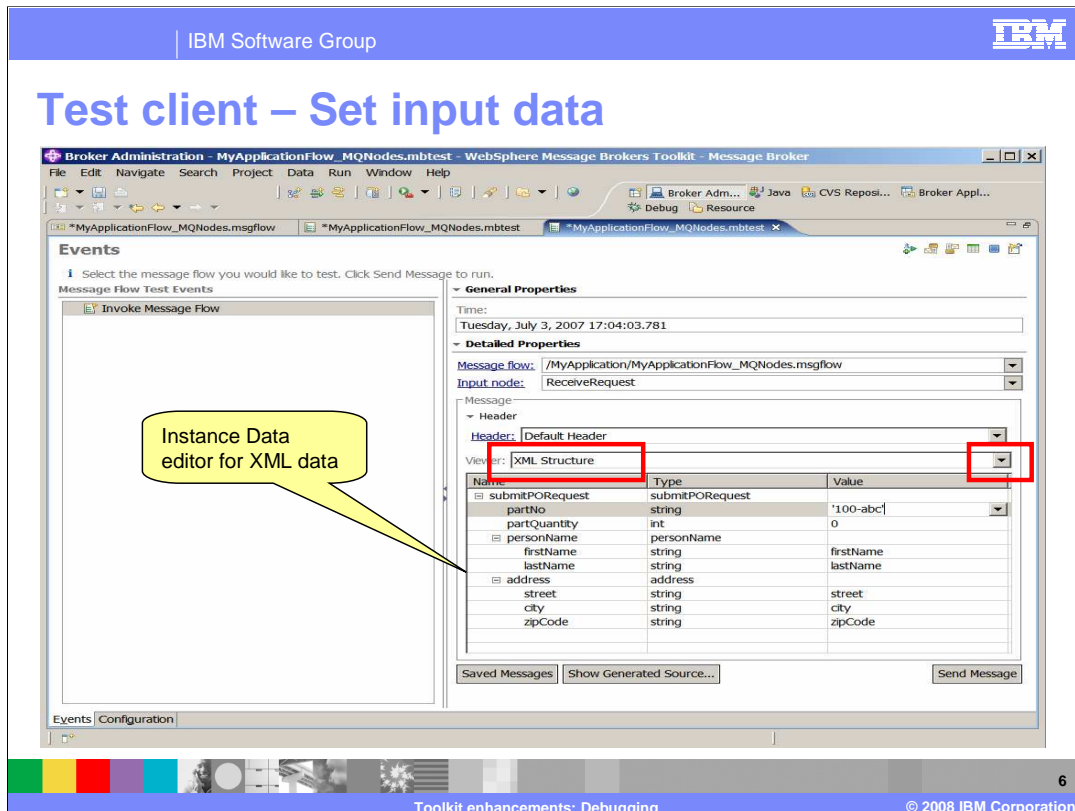 IBM Software Group
IBM
Test client – Set input data
Broker Administration - MyApplicationFlow_MQNodes.mbtest - WebSphere Message Brokers Toolkit - Message Broker
File Edit Navigate Search Project Data Run Window Help
Broker Adm... Java CVS Reposi... Broker Appl...
Debug Resource
*MyApplicationFlow_MQNodes.msgflow *MyApplicationFlow_MQNodes.mbtest *MyApplicationFlow_MQNodes.mbtest
Events
Select the message flow you would like to test. Click Send Message to run.
Message Flow Test Events
Invoke Message Flow
General Properties
Time:
Tuesday, July 3, 2007 17:04:03.781
Detailed Properties
Message flow: /MyApplication/MyApplicationFlow_MQNodes.msgflow
Input node: ReceiveRequest
Message
Header
Header: Default Header
Viewer: XML Structure
Instance Data
editor for XML data
Name Type Value
submitPORequest submitPORequest
partNo string '100-abc'
partQuantity int 0
personName personName
firstName string firstName
lastName string lastName
address address
street string street
city string city
zipCode string zipCode
Saved Messages Show Generated Source... Send Message
Events Configuration
6
Toolkit enhancements: Debugging © 2008 IBM Corporation